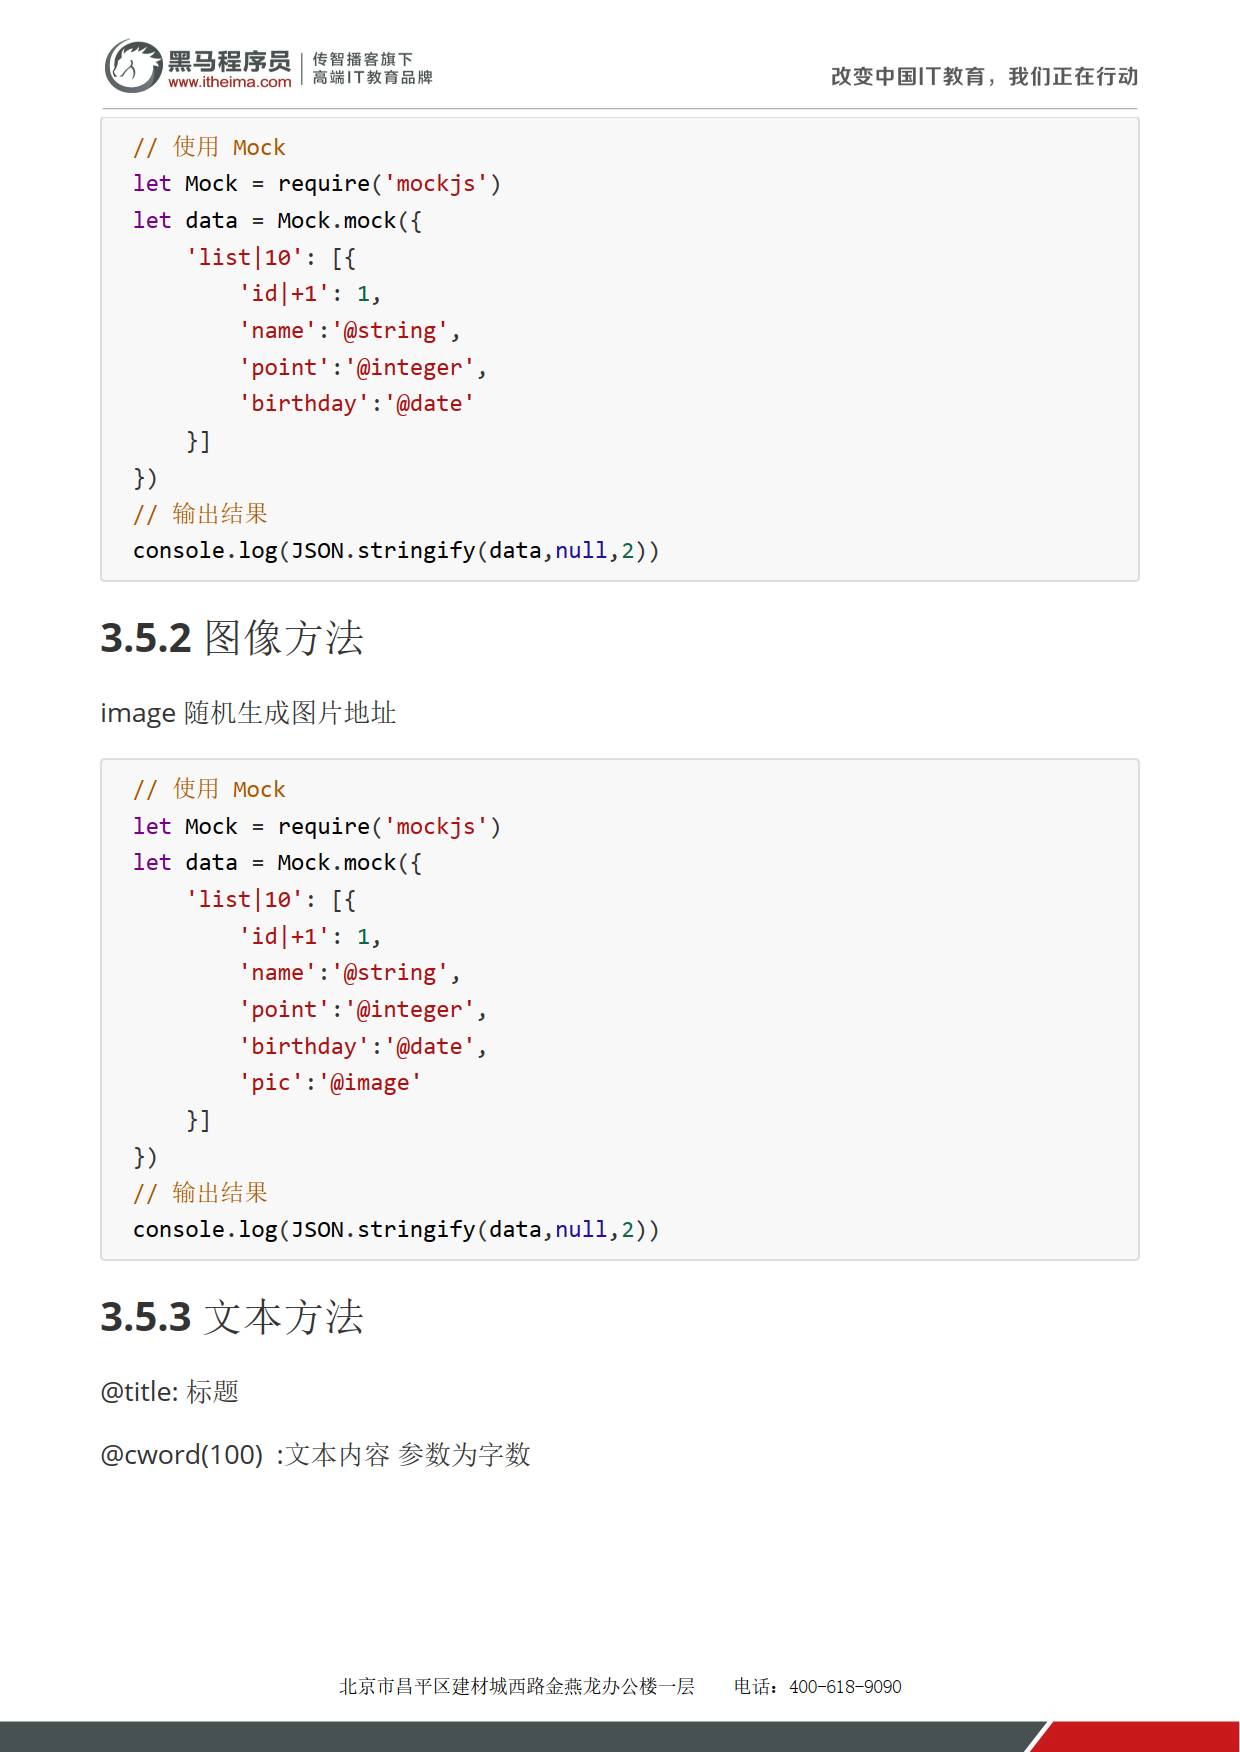 黑马程序员
www.itheima.com
传智播客旗下
高端IT教育品牌
改变中国IT教育，我们正在行动
// 使用 Mock
let Mock = require('mockjs')
let data = Mock.mock({
    'list|10': [{
        'id|+1': 1,
        'name':'@string',
        'point':'@integer',
        'birthday':'@date'
    }]
})
// 输出结果
console.log(JSON.stringify(data,null,2))
3.5.2 图像方法
image 随机生成图片地址
// 使用 Mock
let Mock = require('mockjs')
let data = Mock.mock({
    'list|10': [{
        'id|+1': 1,
        'name':'@string',
        'point':'@integer',
        'birthday':'@date',
        'pic':'@image'
    }]
})
// 输出结果
console.log(JSON.stringify(data,null,2))
3.5.3 文本方法
@title: 标题
@cword(100) :文本内容 参数为字数
北京市昌平区建材城西路金燕龙办公楼一层 电话：400-618-9090